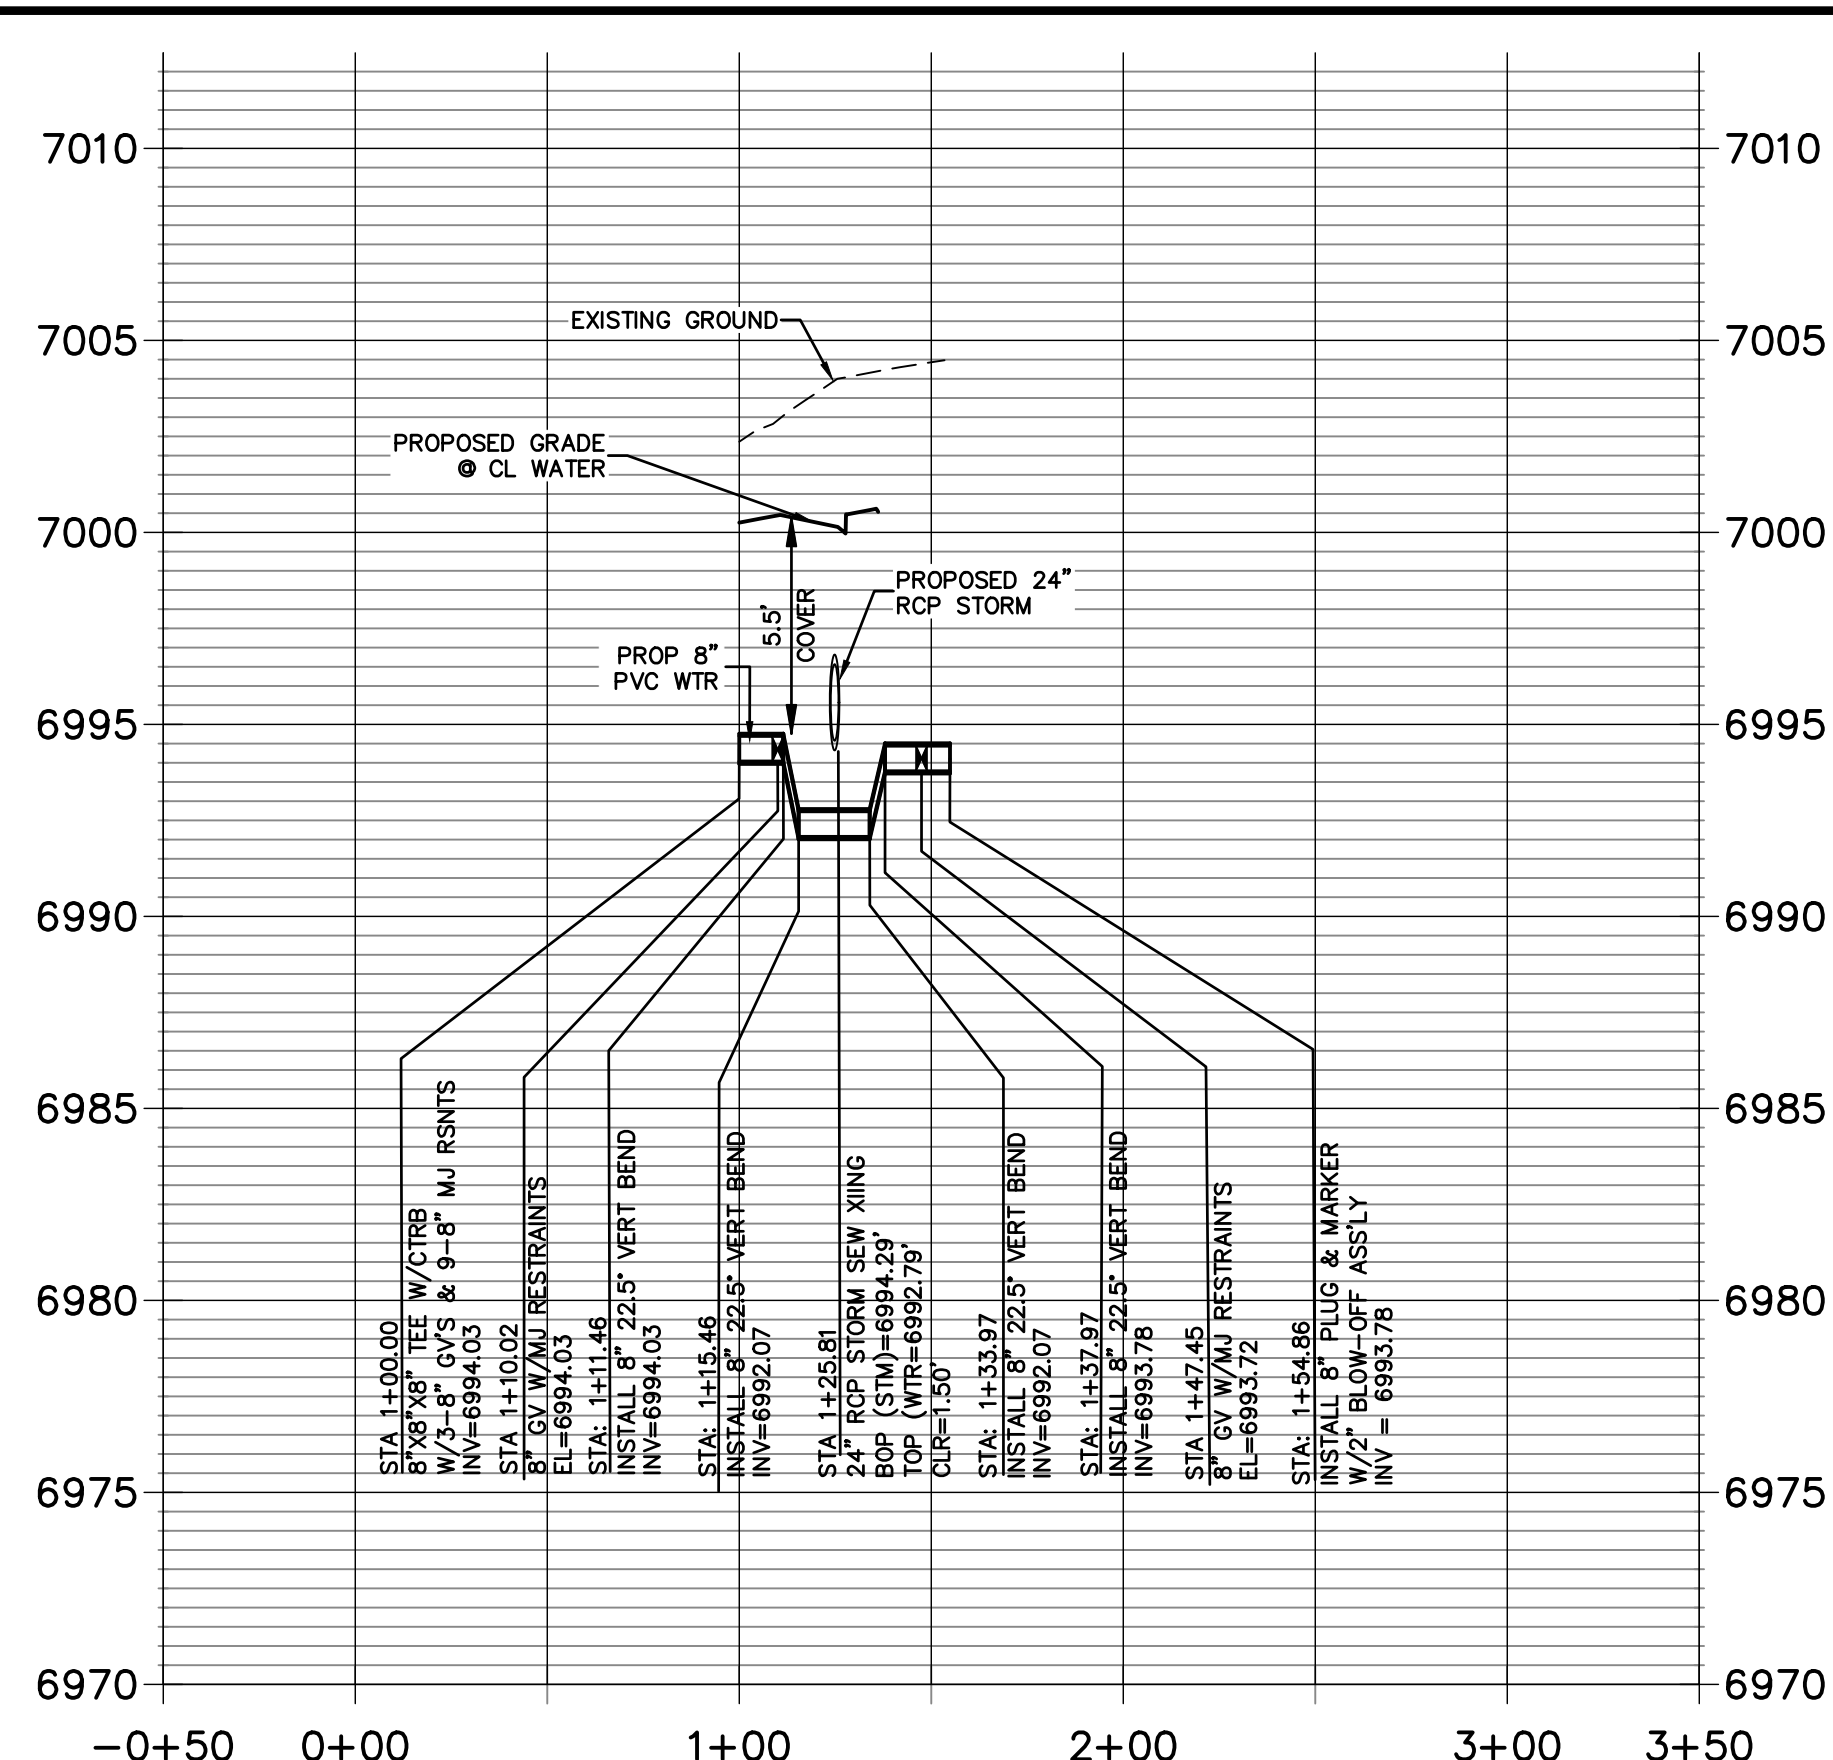 7010
7010
EXISTING GROUND
7005
7005
PROPOSED GRADE
@ CL WATER
7000
7000
PROPOSED 24"
RCP STORM
5.5'
COVER
PROP 8"
PVC WTR
6995
6995
6990
6990
6985
6985
6980
6980
6975
6975
6970
6970
STA 1+00.00
8"X8"X8" TEE W/CTRB
W/3-8" GV'S & 9-8" MJ RSNTS
INV=6994.03
STA 1+10.02
8" GV W/MJ RESTRAINTS
EL=6994.03
STA: 1+11.46
INSTALL 8" 22.5° VERT BEND
INV=6994.03
STA: 1+15.46
INSTALL 8" 22.5° VERT BEND
INV=6992.07
STA 1+25.81
24" RCP STORM SEW XIING
BOP (STM)=6994.29'
TOP (WTR=6992.79'
CLR=1.50'
STA: 1+33.97
INSTALL 8" 22.5° VERT BEND
INV=6992.07
STA: 1+37.97
INSTALL 8" 22.5° VERT BEND
INV=6993.78
STA 1+47.45
8" GV W/MJ RESTRAINTS
EL=6993.72
STA: 1+54.86
INSTALL 8" PLUG & MARKER
W/2" BLOW-OFF ASS'LY
INV = 6993.78
-0+50 0+00 1+00 2+00 3+00 3+50